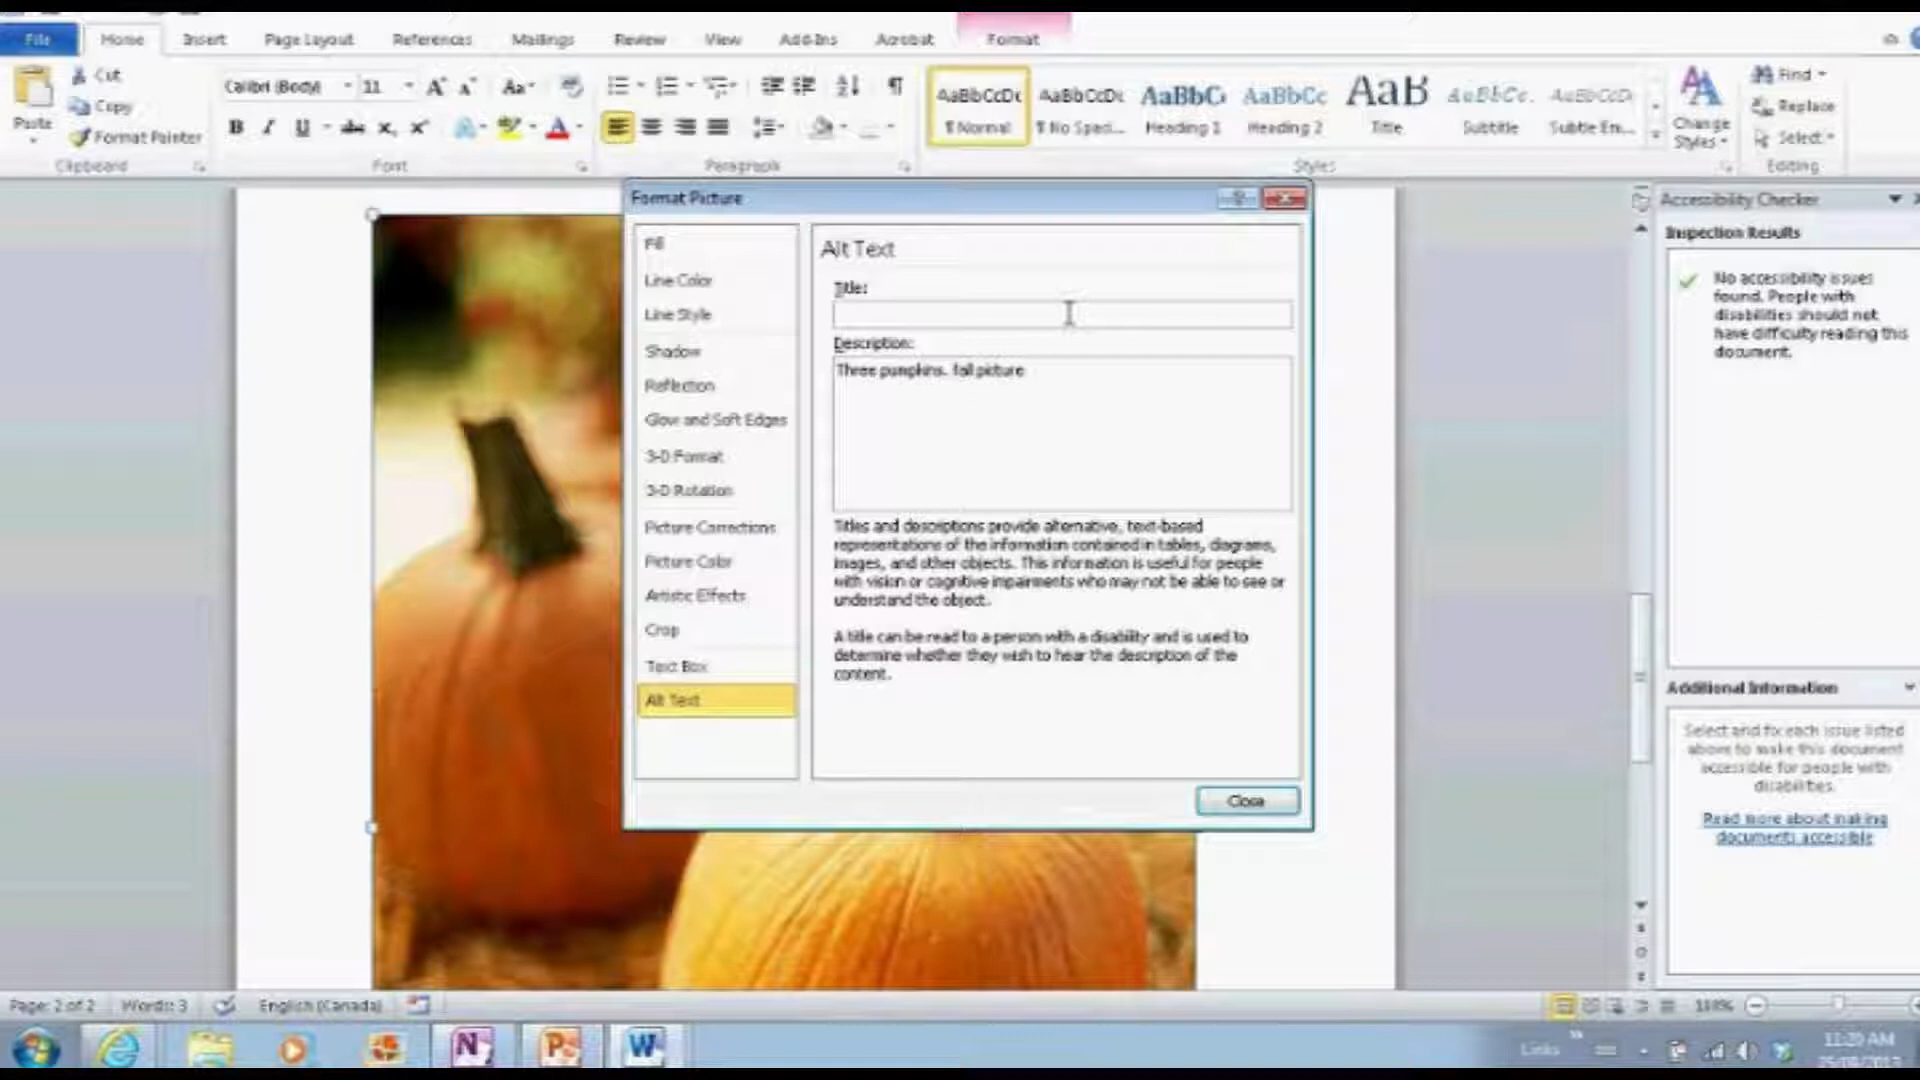 File Home Insert Page Layout References Mailings Review View Add-Ins Acrobat Format
Cut
Copy
Format Painter
Paste
Clipboard
Calibri (Body) 11
Font
Paragraph
AaBbCcDc AaBbCcDc AaBbC AaBbCc AaB AaBbCc. AaBbCcD
¶ Normal ¶ No Spaci... Heading 1 Heading 2 Title Subtitle Subtle Em...
Styles
Change
Styles
Find
Replace
Select
Editing
Format Picture
Fill
Line Color
Line Style
Shadow
Reflection
Glow and Soft Edges
3-D Format
3-D Rotation
Picture Corrections
Picture Color
Artistic Effects
Crop
Text Box
Alt Text
Alt Text
Title:
Description:
Three pumpkins. fall picture
Titles and descriptions provide alternative, text-based
representations of the information contained in tables, diagrams,
images, and other objects. This information is useful for people
with vision or cognitive impairments who may not be able to see or
understand the object.
A title can be read to a person with a disability and is used to
determine whether they wish to hear the description of the
content.
Close
Accessibility Checker
Inspection Results
No accessibility issues
found. People with
disabilities should not
have difficulty reading this
document.
Additional Information
Select and fix each issue listed
above to make this document
accessible for people with
disabilities.
Read more about making
documents accessible
Page: 2 of 2 Words: 3 English (Canada)
Links
11:20 AM